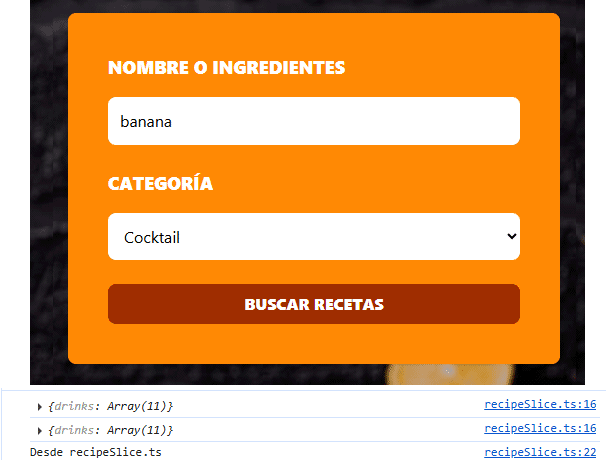 NOMBRE O INGREDIENTES
banana
CATEGORÍA
Cocktail
BUSCAR RECETAS
{drinks: Array(11)} recipeSlice.ts:16
{drinks: Array(11)} recipeSlice.ts:16
Desde recipeSlice.ts recipeSlice.ts:22